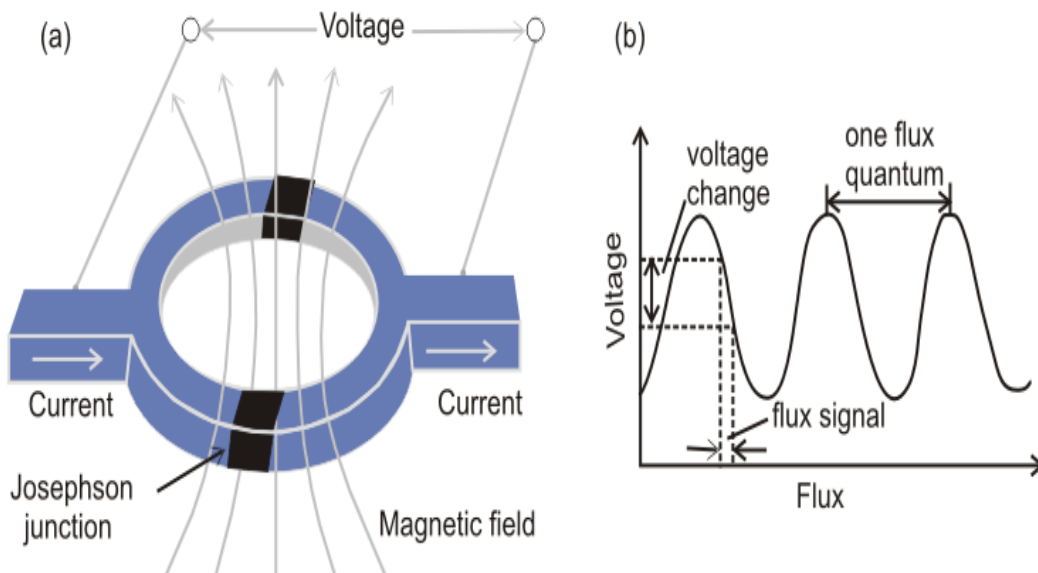 (a)
Voltage
Current
Current
Josephson
junction
Magnetic field
(b)
voltage
change
one flux
quantum
Voltage
flux signal
Flux